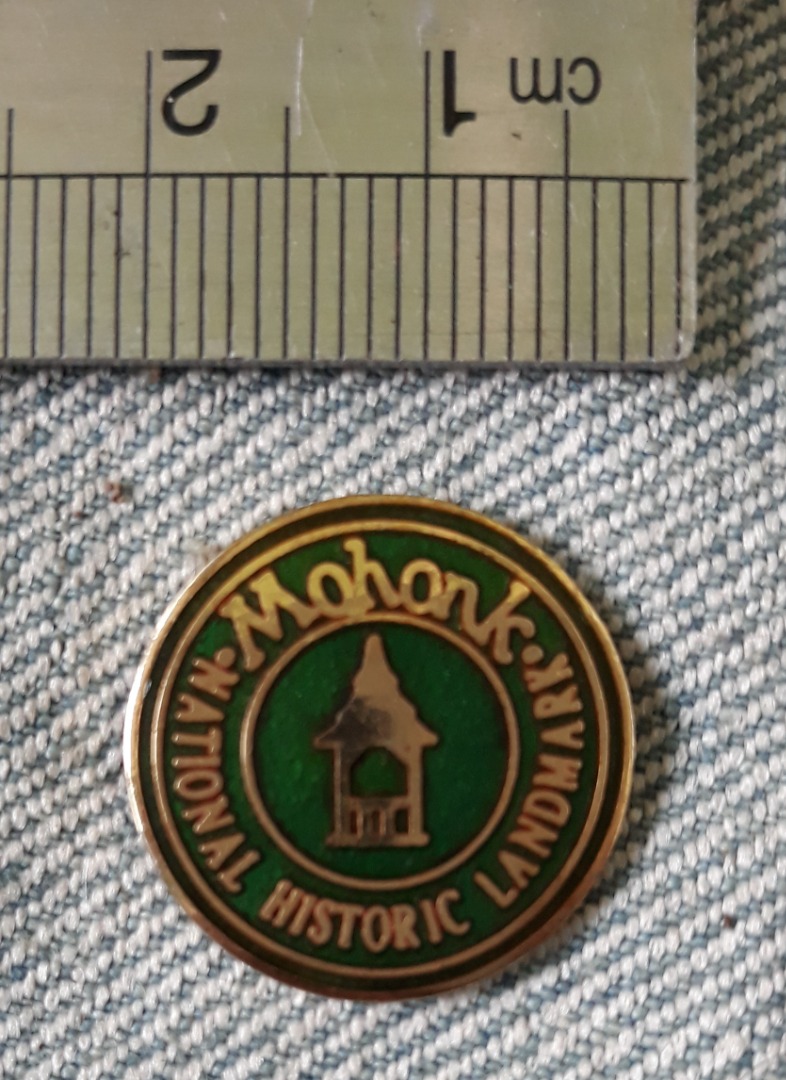 2 1 cm
•Mohonk•
NATIONAL HISTORIC LANDMARK